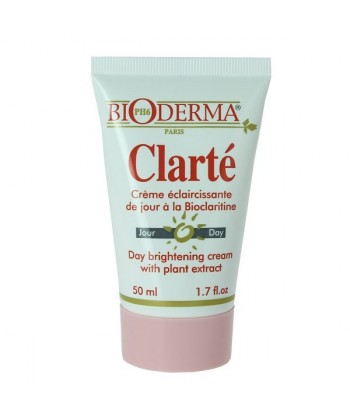 BIODERMA®
PH6
PARIS
Clarté
Crème éclaircissante
de jour à la Bioclaritine
Jour Day
Day brightening cream
with plant extract
50 ml 1.7 fl.oz